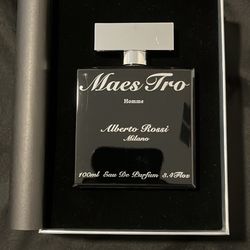 Maes Tro
Homme
Alberto Rossi
Milano
100ml Eau De Parfum 3.4Floz